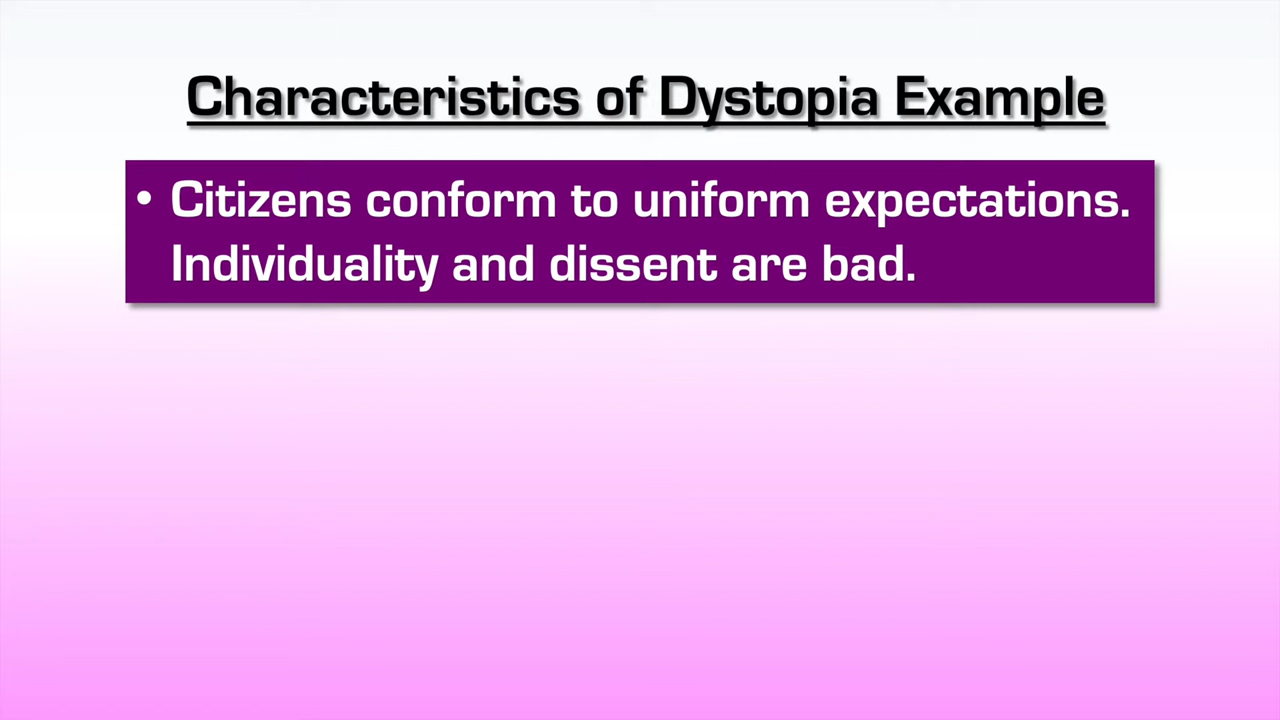 Characteristics of Dystopia Example
• Citizens conform to uniform expectations.
Individuality and dissent are bad.